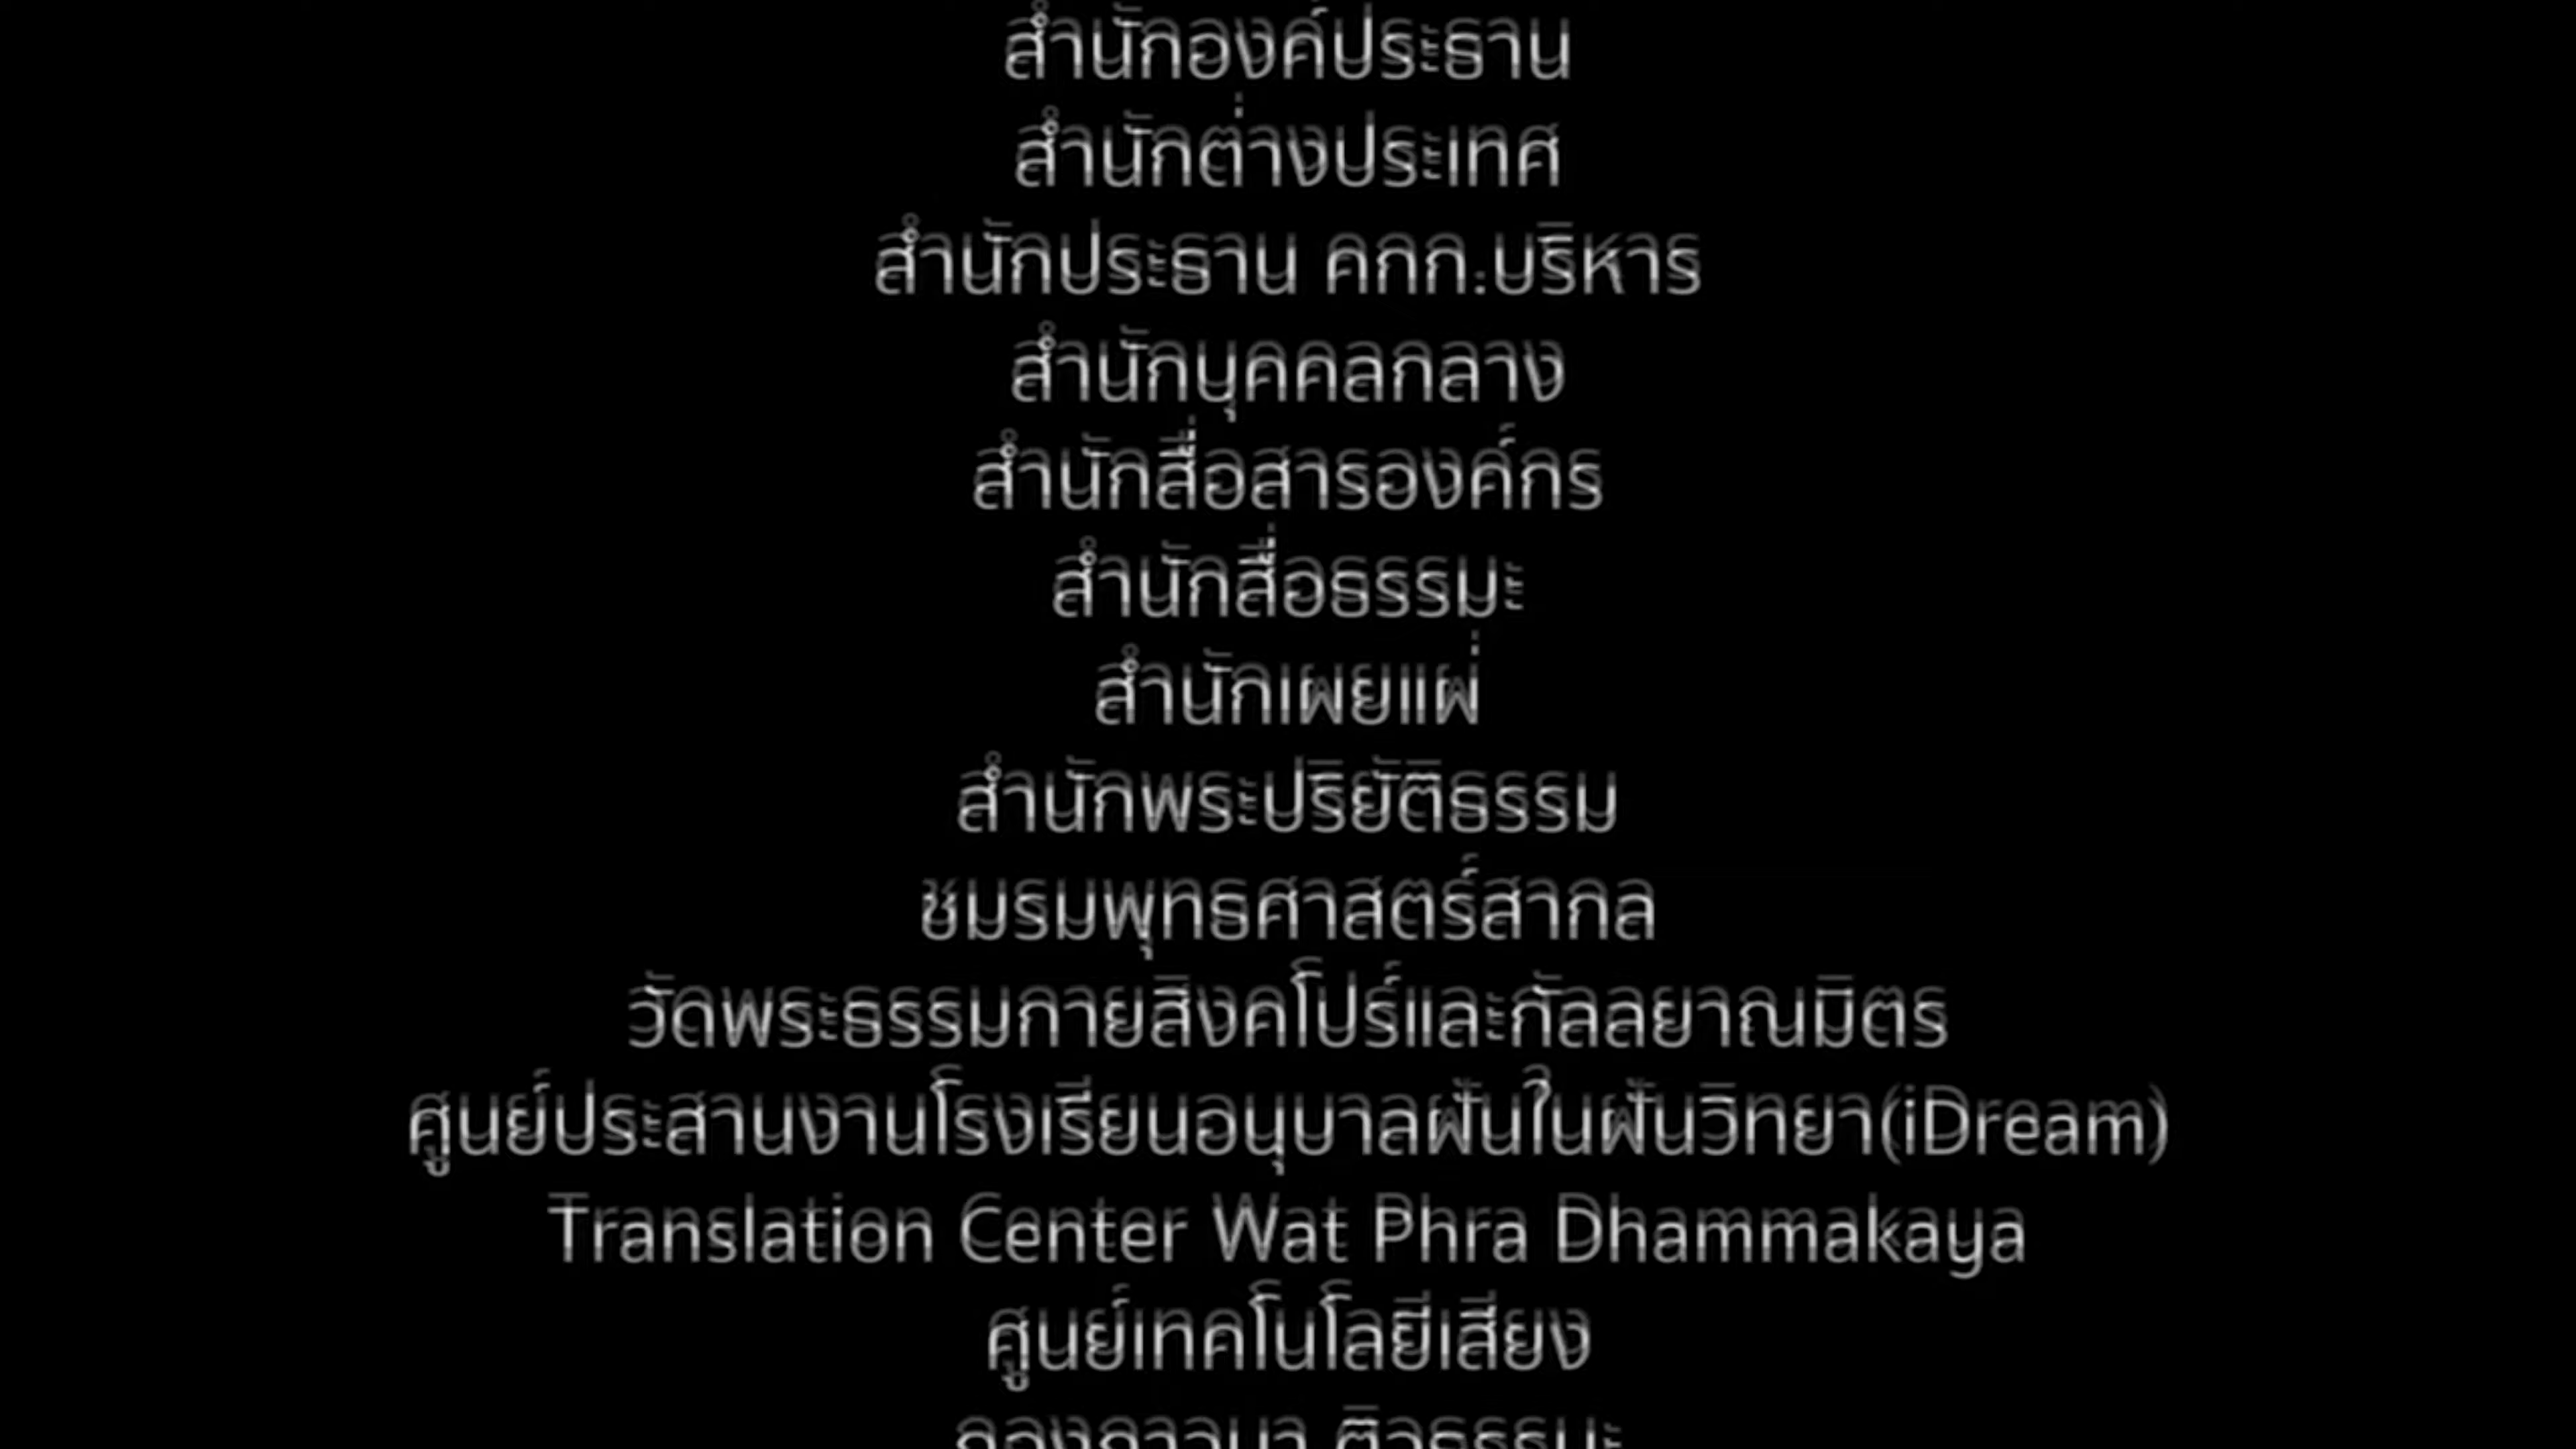 สำนักองค์ประธาน
สำนักต่างประเทศ
สำนักประธาน คกก.บริหาร
สำนักบุคคลกลาง
สำนักสื่อสารองค์กร
สำนักสื่อธรรมะ
สำนักเผยแผ่
สำนักพระปริยัติธรรม
ชมรมพุทธศาสตร์สากล
วัดพระธรรมกายสิงคโปร์และกัลลยาณมิตร
ศูนย์ประสานงานโรงเรียนอนุบาลฝันในฝันวิทยา(iDream)
Translation Center Wat Phra Dhammakaya
ศูนย์เทคโนโลยีเสียง